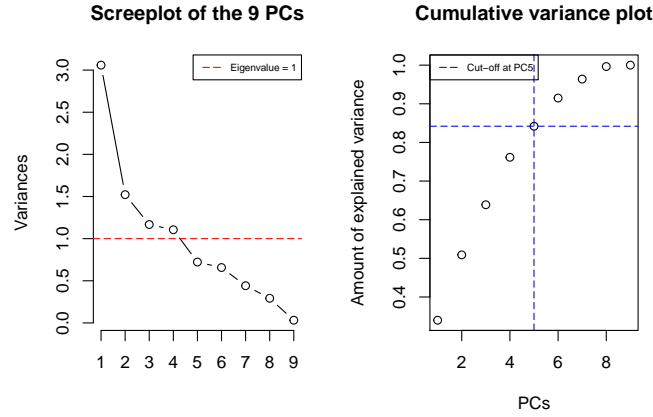 Screeplot of the 9 PCs
Variances
0.0 0.5 1.0 1.5 2.0 2.5 3.0
Eigenvalue = 1
1 2 3 4 5 6 7 8 9
Cumulative variance plot
Amount of explained variance
0.4 0.5 0.6 0.7 0.8 0.9 1.0
Cut−off at PC5
2 4 6 8
PCs